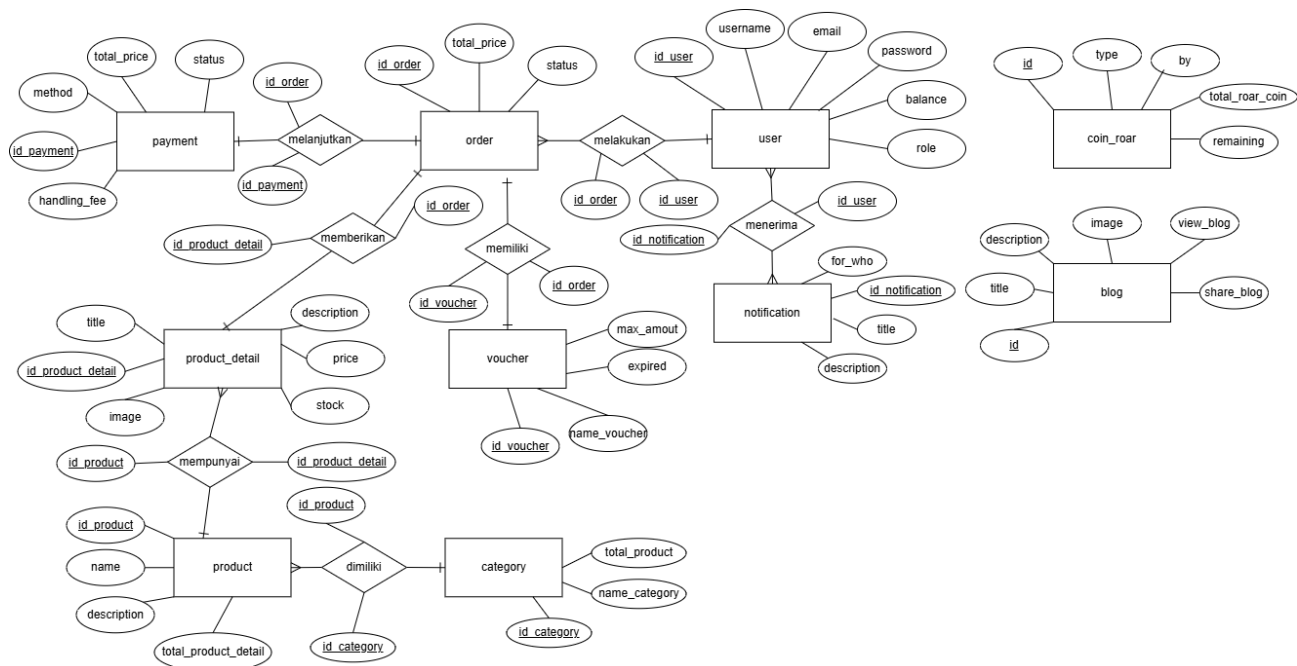 total_price
status
method
id_payment
handling_fee
payment
id_order
melanjutkan
id_payment
id_order
total_price
status
order
melakukan
id_order
id_user
id_user
username
email
password
balance
role
user
id
type
by
total_roar_coin
remaining
coin_roar
id_product_detail
memberikan
id_order
memiliki
id_voucher
id_order
id_notification
menerima
id_user
for_who
id_notification
title
description
notification
description
image
view_blog
title
share_blog
id
blog
title
description
id_product_detail
price
image
stock
product_detail
voucher
max_amout
expired
id_voucher
name_voucher
id_product
mempunyai
id_product_detail
id_product
name
description
total_product_detail
product
id_product
dimiliki
id_category
category
total_product
name_category
id_category